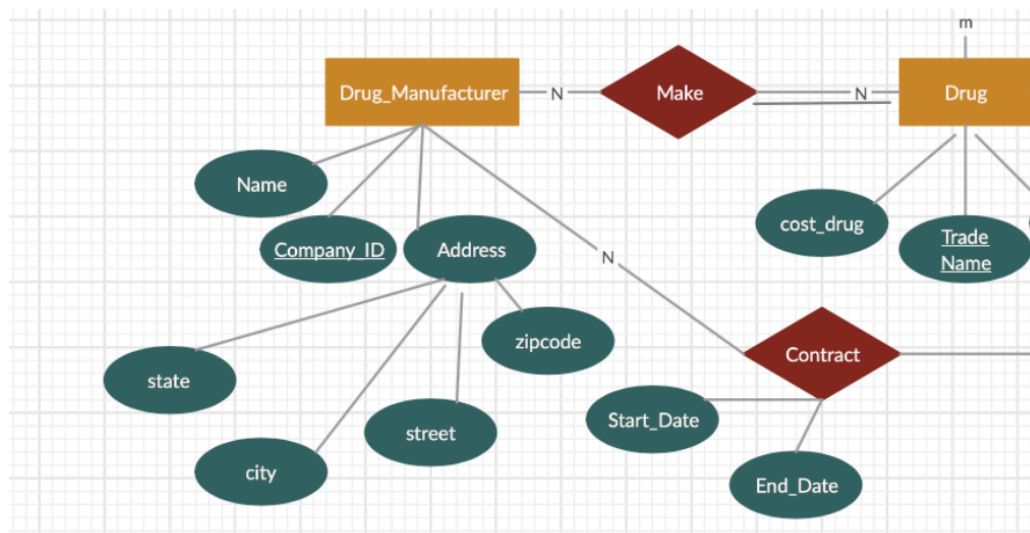 m
Drug_Manufacturer
N
Make
N
Drug
Name
Company_ID
Address
cost_drug
Trade
Name
N
state
zipcode
Contract
city
street
Start_Date
End_Date